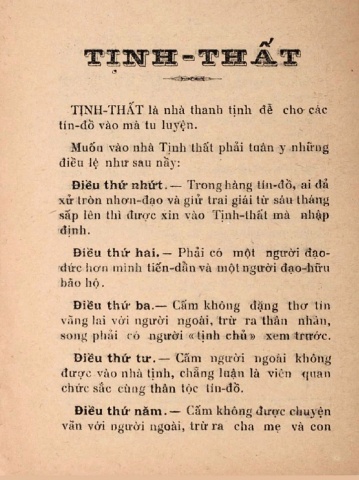 TỊNH-THẤT
TỊNH-THẤT là nhà thanh tịnh để cho các
tín-đồ vào mà tu luyện.
Muốn vào nhà Tịnh thất phải tuân y những
điều lệ như sau nầy:
Điều thứ nhứt. — Trong hàng tín-đồ, ai đã
xử tròn nhơn-đạo và giữ trai giái từ sáu tháng
sấp lên thì được xin vào Tịnh-thất mà nhập
định.
Điều thứ hai. — Phải có một người đạo-
đức hơn mình tiến-dẫn và một người đạo-hữu
bảo hộ.
Điều thứ ba. — Cấm không đặng thơ tín
vãng lai với người ngoài, trừ ra thân nhân,
song phải có người «tịnh chủ» xem trước.
Điều thứ tư. — Cấm người ngoài không
được vào nhà tịnh, chẳng luận là viên quan
chức sắc cùng thân tộc tín-đồ.
Điều thứ năm. — Cấm không được chuyện
vãn với người ngoài, trừ ra cha mẹ và con